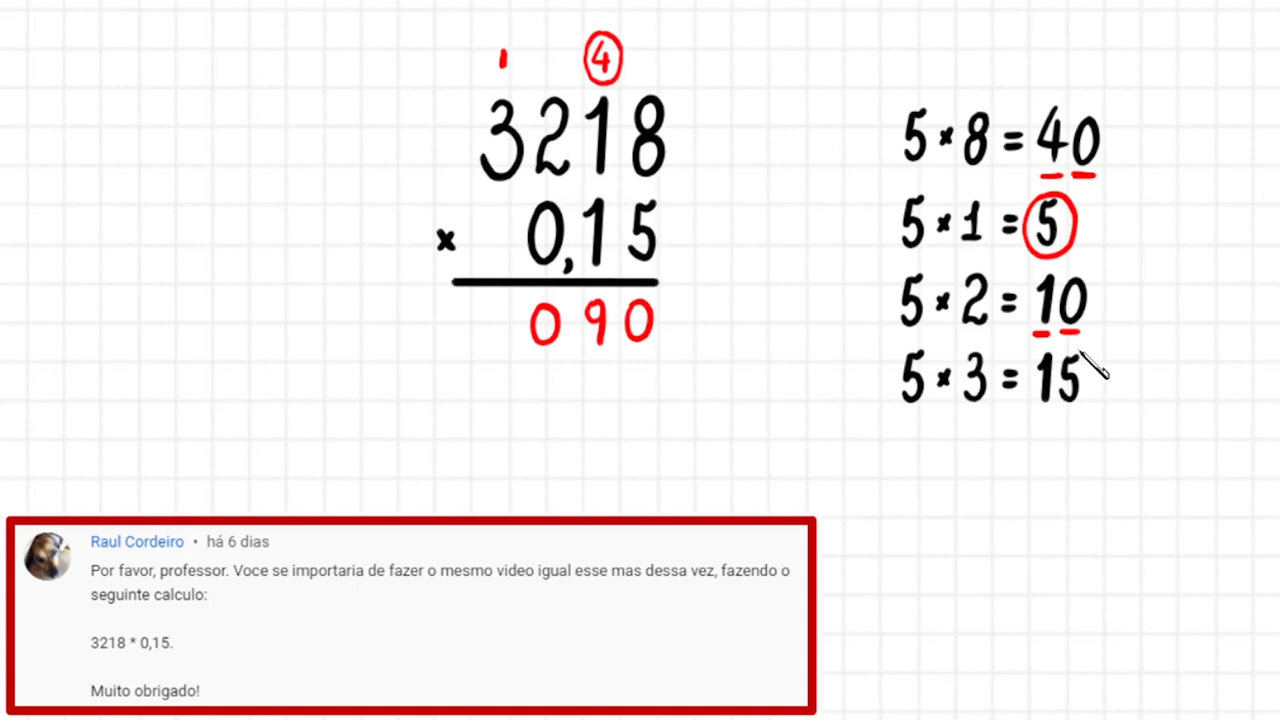 1 4
3218
× 0,15
090
5 × 8 = 40
5 × 1 = 5
5 × 2 = 10
5 × 3 = 15
Raul Cordeiro • há 6 dias
Por favor, professor. Voce se importaria de fazer o mesmo video igual esse mas dessa vez, fazendo o
seguinte calculo:
3218 * 0,15.
Muito obrigado!